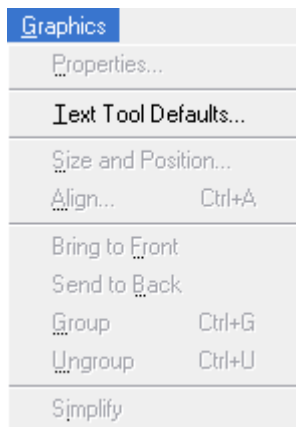 Graphics
Properties...
Text Tool Defaults...
Size and Position...
Align... Ctrl+A
Bring to Front
Send to Back
Group Ctrl+G
Ungroup Ctrl+U
Simplify